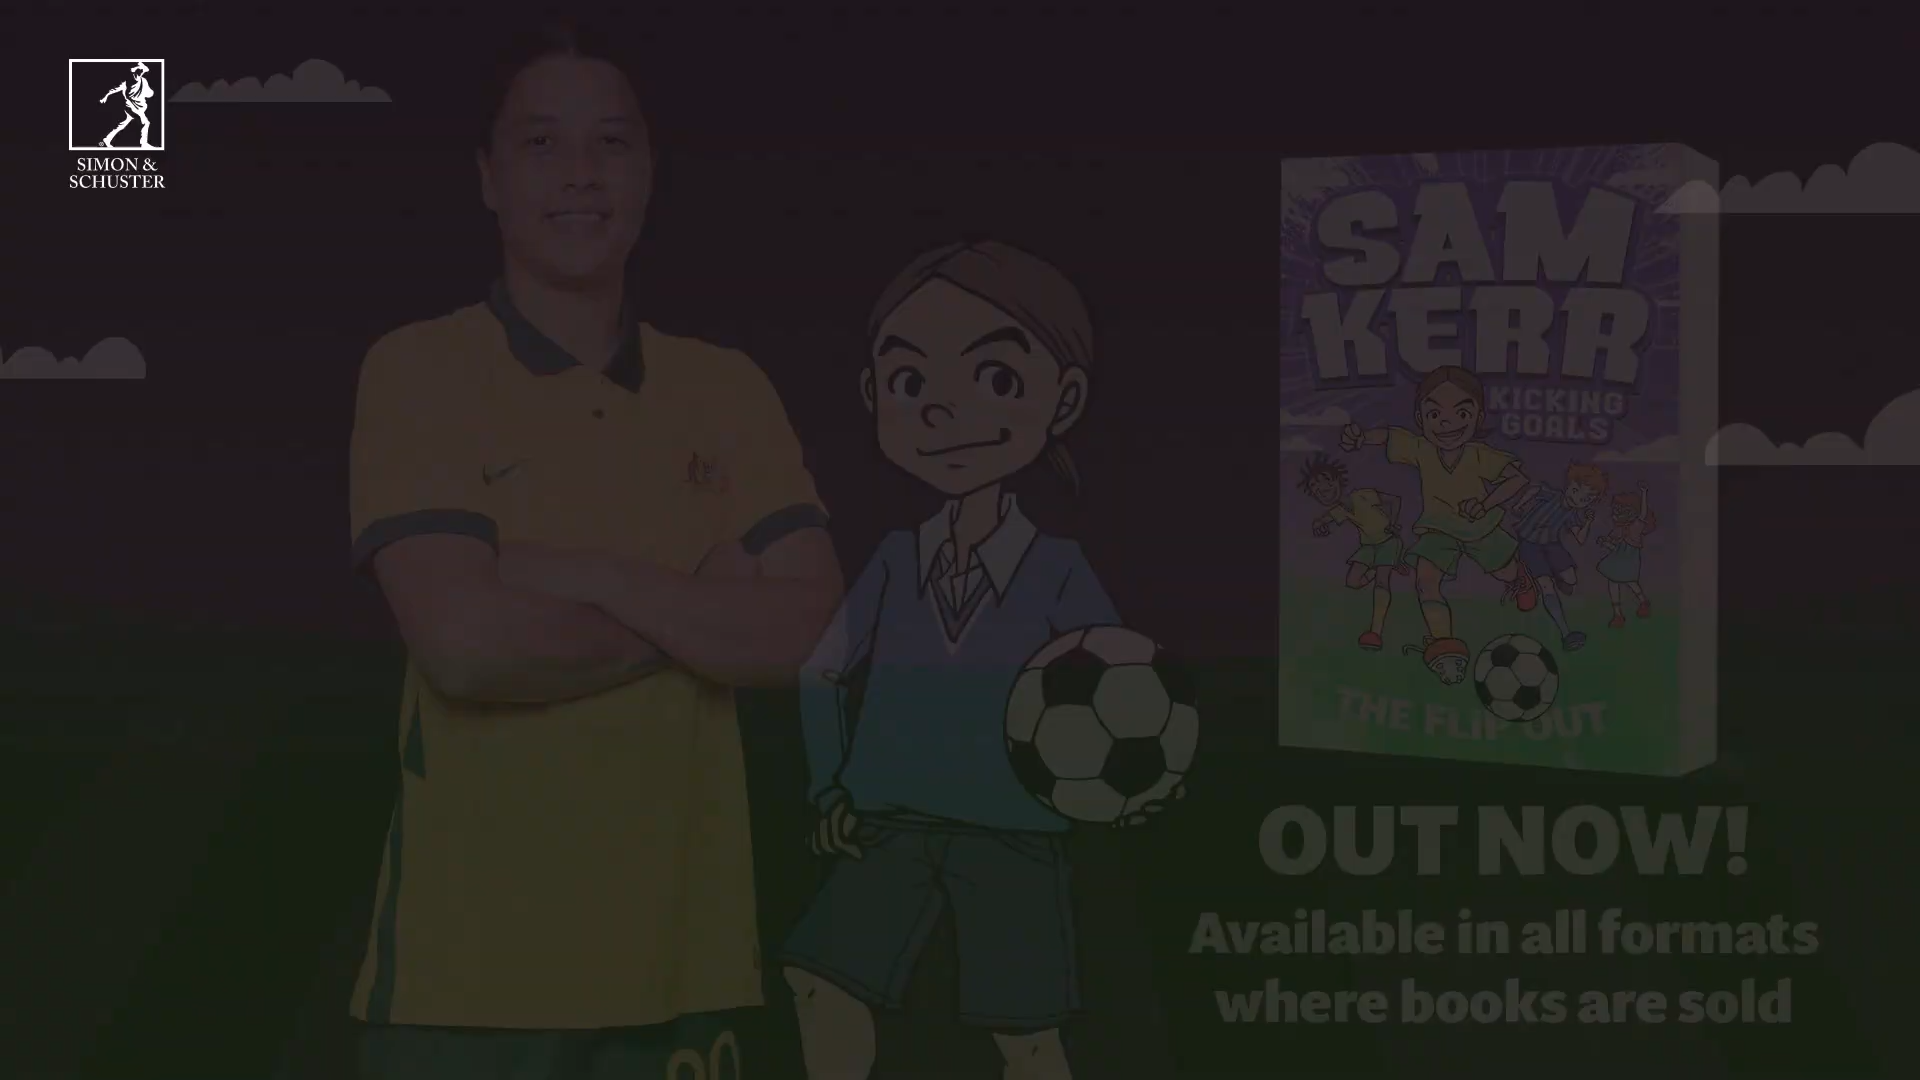 SIMON &
SCHUSTER
SAM
KERR
KICKING
GOALS
THE FLIP OUT
OUT NOW!
Available in all formats
where books are sold
20